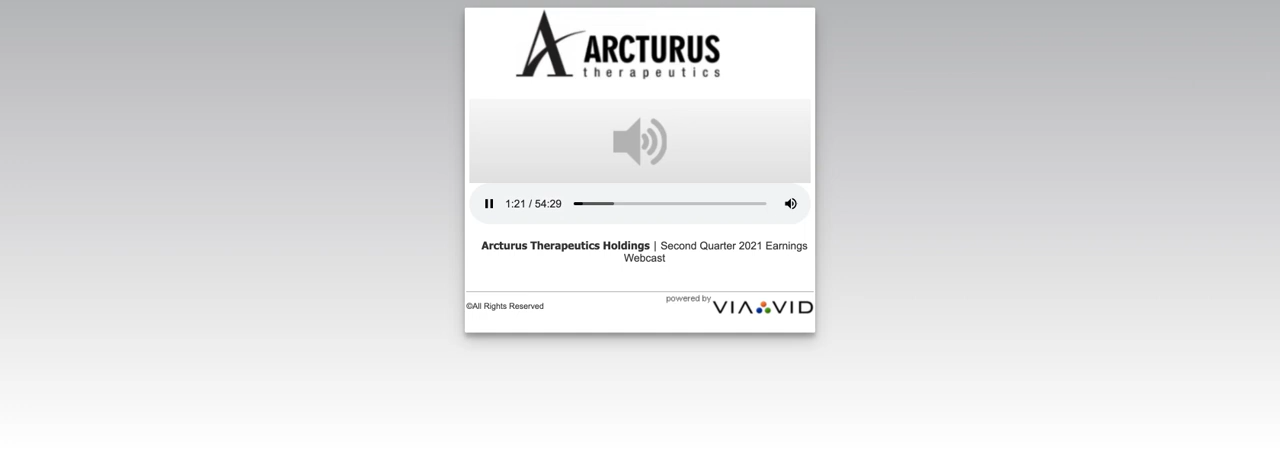 ARCTURUS
therapeutics
1:21 / 54:29
Arcturus Therapeutics Holdings | Second Quarter 2021 Earnings
Webcast
©All Rights Reserved
powered by
VIAVID